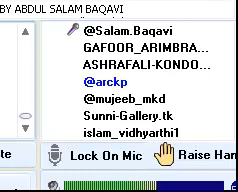 BY ABDUL SALAM BAQAVI
@Salam.Baqavi
GAFOOR_ARIMBRA...
ASHRAFALI-KONDO...
@arckp
@mujeeb_mkd
Sunni-Gallery.tk
islam_vidhyarthi1
te Lock On Mic Raise Han